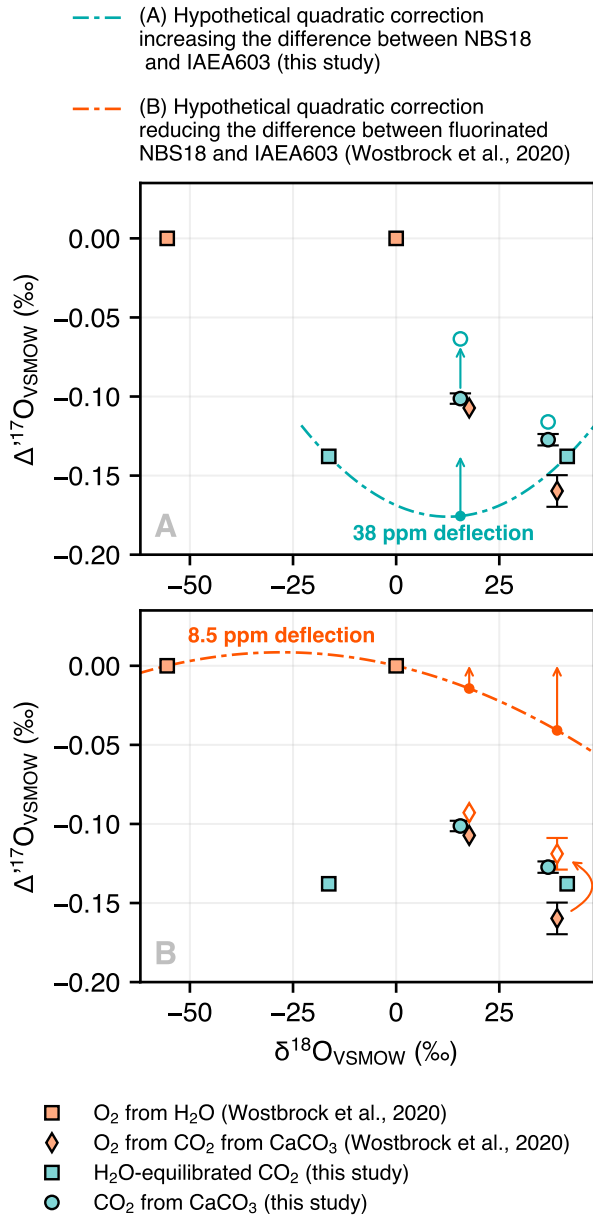 (A) Hypothetical quadratic correction
increasing the difference between NBS18
and IAEA603 (this study)
(B) Hypothetical quadratic correction
reducing the difference between fluorinated
NBS18 and IAEA603 (Wostbrock et al., 2020)
0.00
−0.05
−0.10
−0.15
−0.20
Δ'¹⁷O_VSMOW (‰)
38 ppm deflection
A
−50
−25
0
25
8.5 ppm deflection
0.00
−0.05
−0.10
−0.15
−0.20
Δ'¹⁷O_VSMOW (‰)
B
−50
−25
0
25
δ¹⁸O_VSMOW (‰)
O₂ from H₂O (Wostbrock et al., 2020)
O₂ from CO₂ from CaCO₃ (Wostbrock et al., 2020)
H₂O-equilibrated CO₂ (this study)
CO₂ from CaCO₃ (this study)